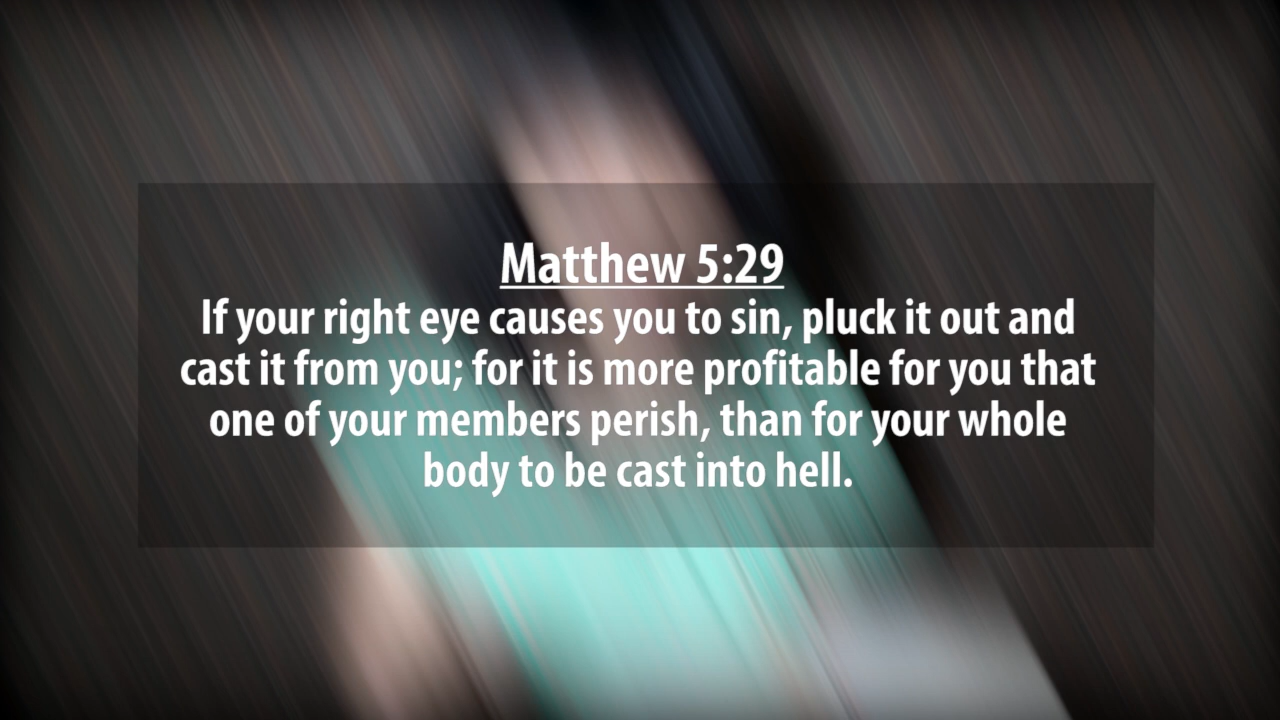 Matthew 5:29
If your right eye causes you to sin, pluck it out and
cast it from you; for it is more profitable for you that
one of your members perish, than for your whole
body to be cast into hell.